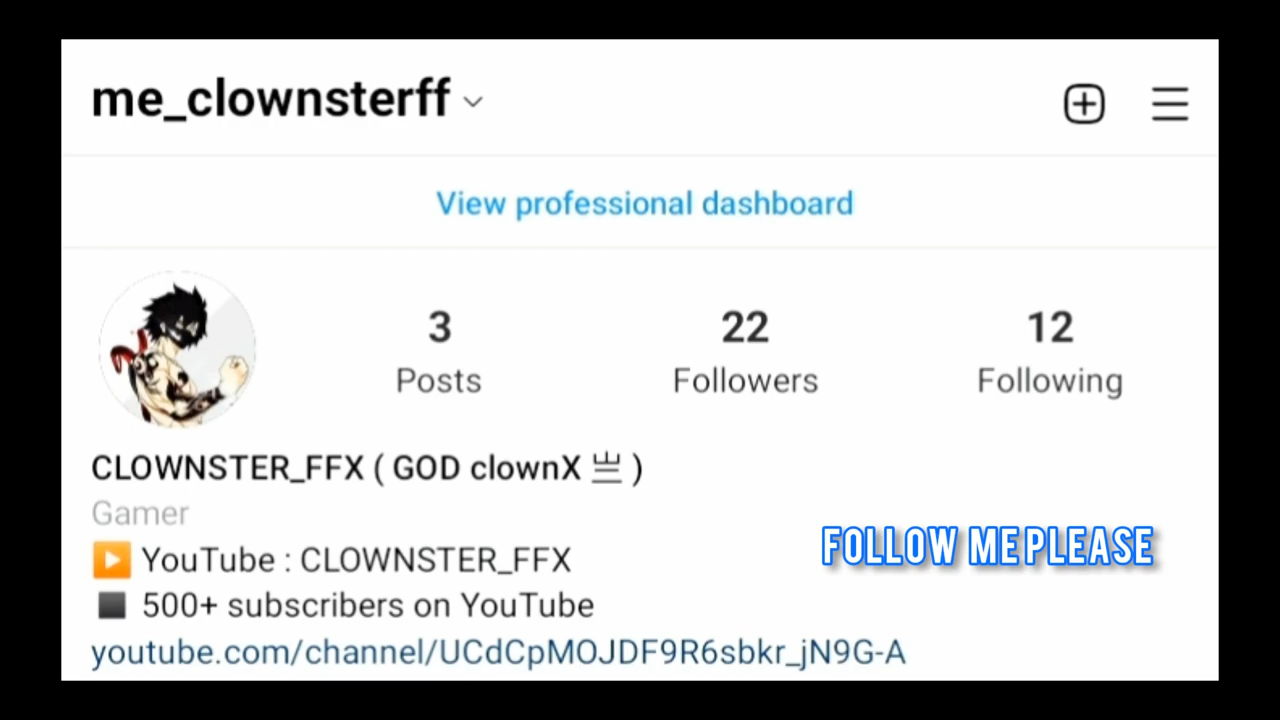 me_clownsterff
View professional dashboard
3
22
12
Posts
Followers
Following
CLOWNSTER_FFX ( GOD clownX 亗 )
Gamer
▶️ YouTube : CLOWNSTER_FFX
FOLLOW ME PLEASE
◼️ 500+ subscribers on YouTube
youtube.com/channel/UCdCpMOJDF9R6sbkr_jN9G-A